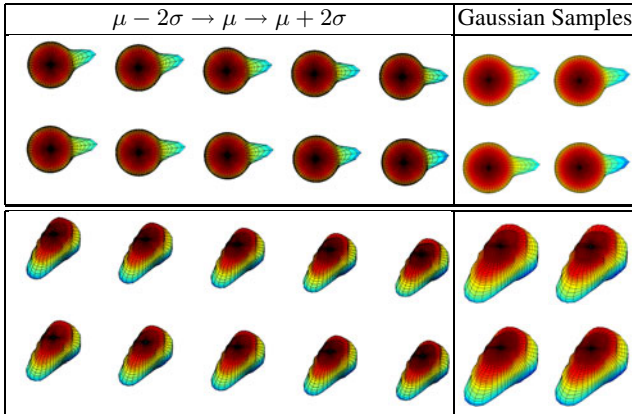 μ − 2σ → μ → μ + 2σ
Gaussian Samples